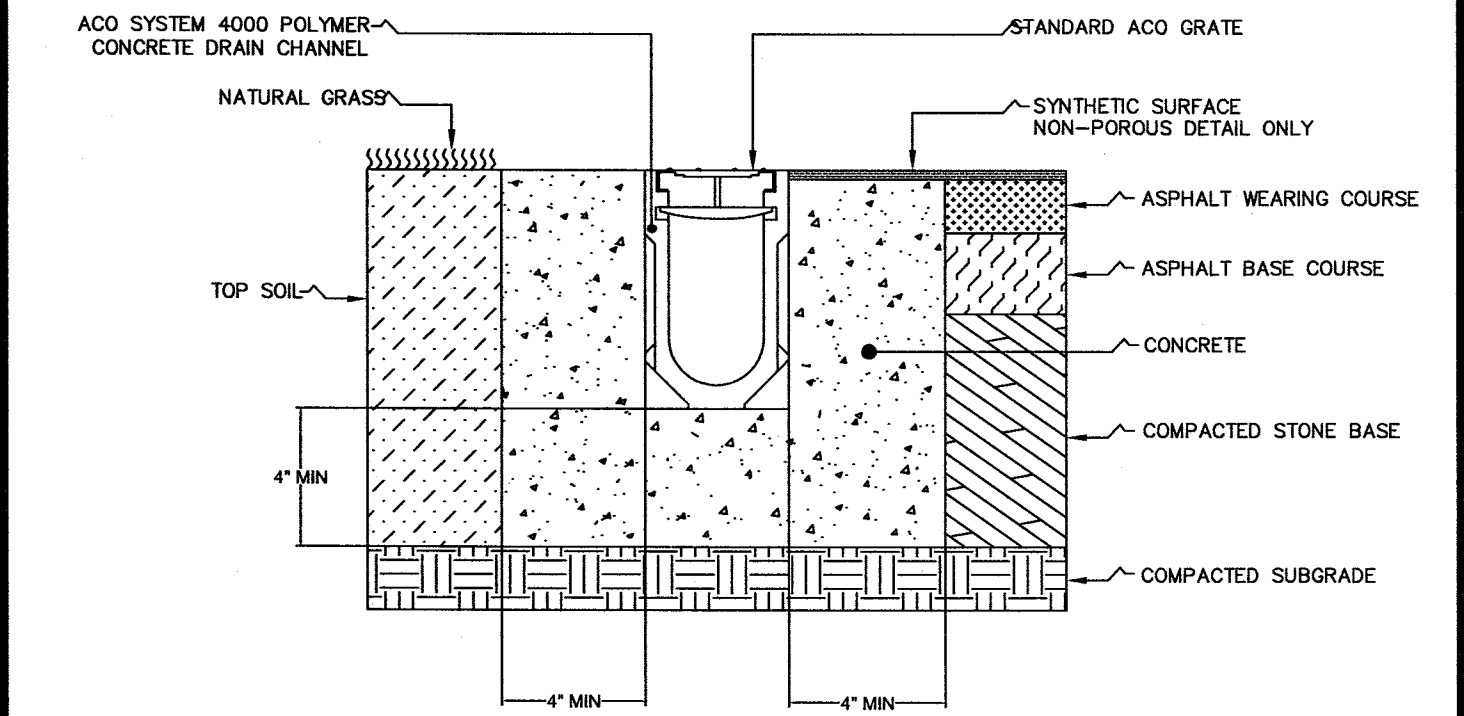 ACO SYSTEM 4000 POLYMER
CONCRETE DRAIN CHANNEL
STANDARD ACO GRATE
NATURAL GRASS
SYNTHETIC SURFACE
NON-POROUS DETAIL ONLY
ASPHALT WEARING COURSE
ASPHALT BASE COURSE
TOP SOIL
CONCRETE
COMPACTED STONE BASE
4" MIN
COMPACTED SUBGRADE
4" MIN
4" MIN